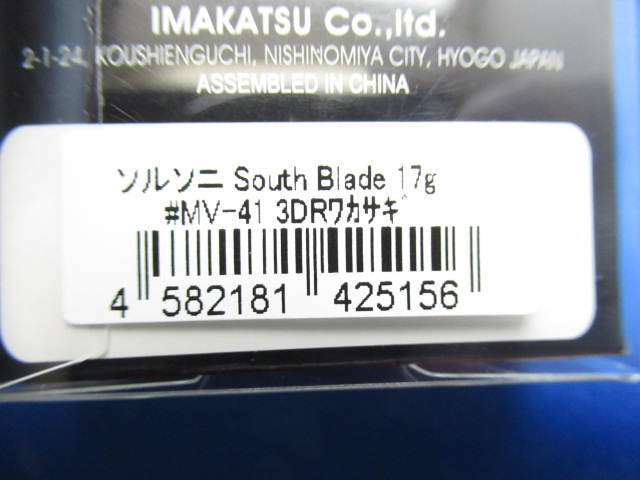 IMAKATSU Co.,ltd.
2-1-24, KOUSHIENGUCHI, NISHINOMIYA CITY, HYOGO JAPAN
ASSEMBLED IN CHINA
ソルソニ South Blade 17g
#MV-41 3DRワカサギ
4 582181 425156